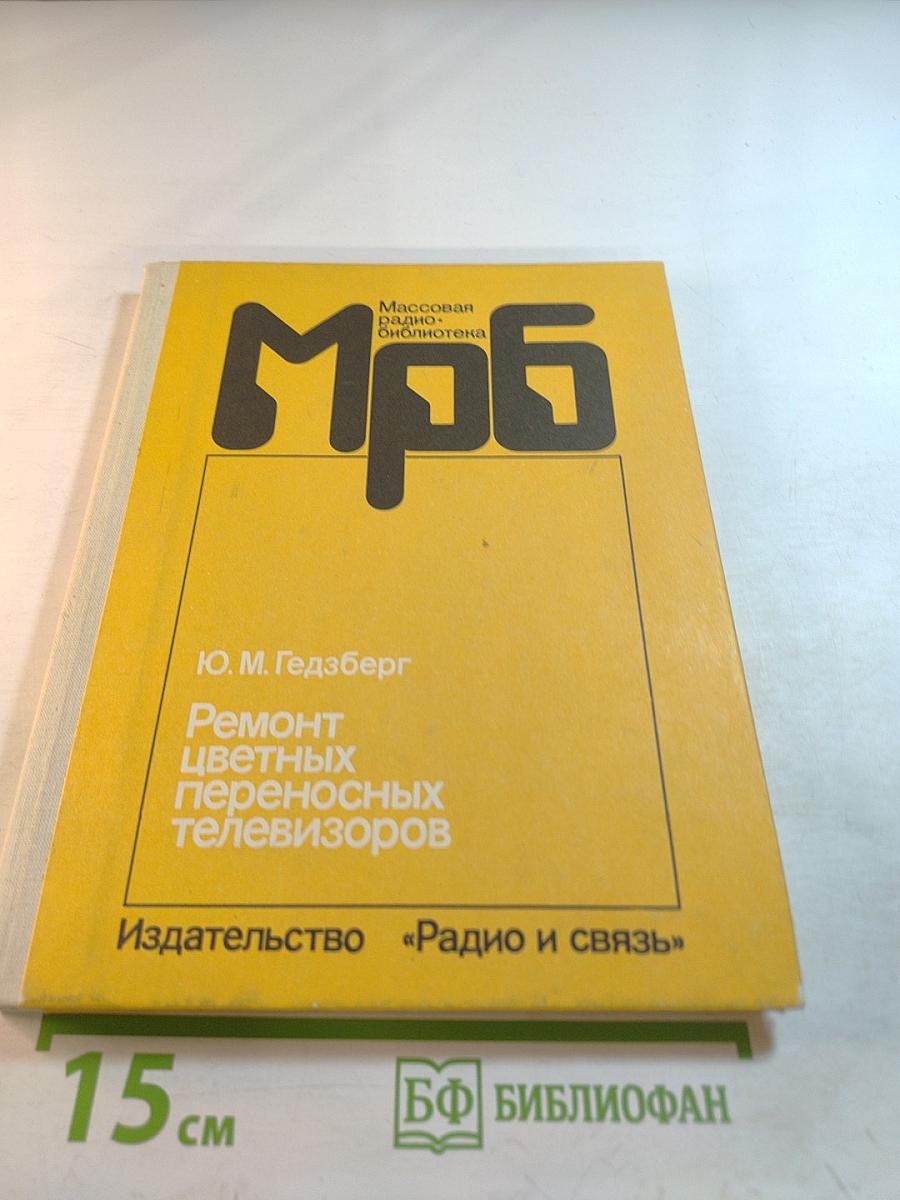 Мрб
Массовая
радио-
библиотека
Ю. М. Гедзберг
Ремонт
цветных
переносных
телевизоров
Издательство «Радио и связь»
15 см
БФ БИБЛИОФАН